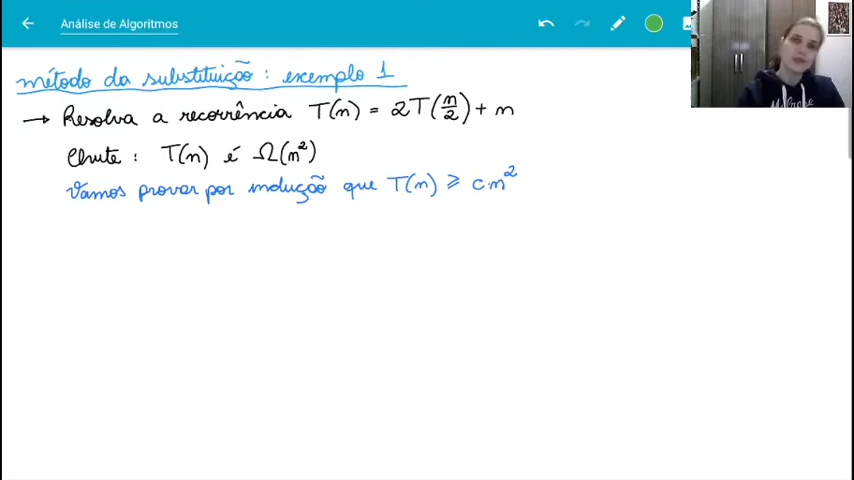 Análise de Algoritmos
método da substituição: exemplo 1
→ Resolva a recorrência T(n) = 2T(n/2) + n
Chute: T(n) é Ω(n²)
Vamos provar por indução que T(n) ≥ c·n²